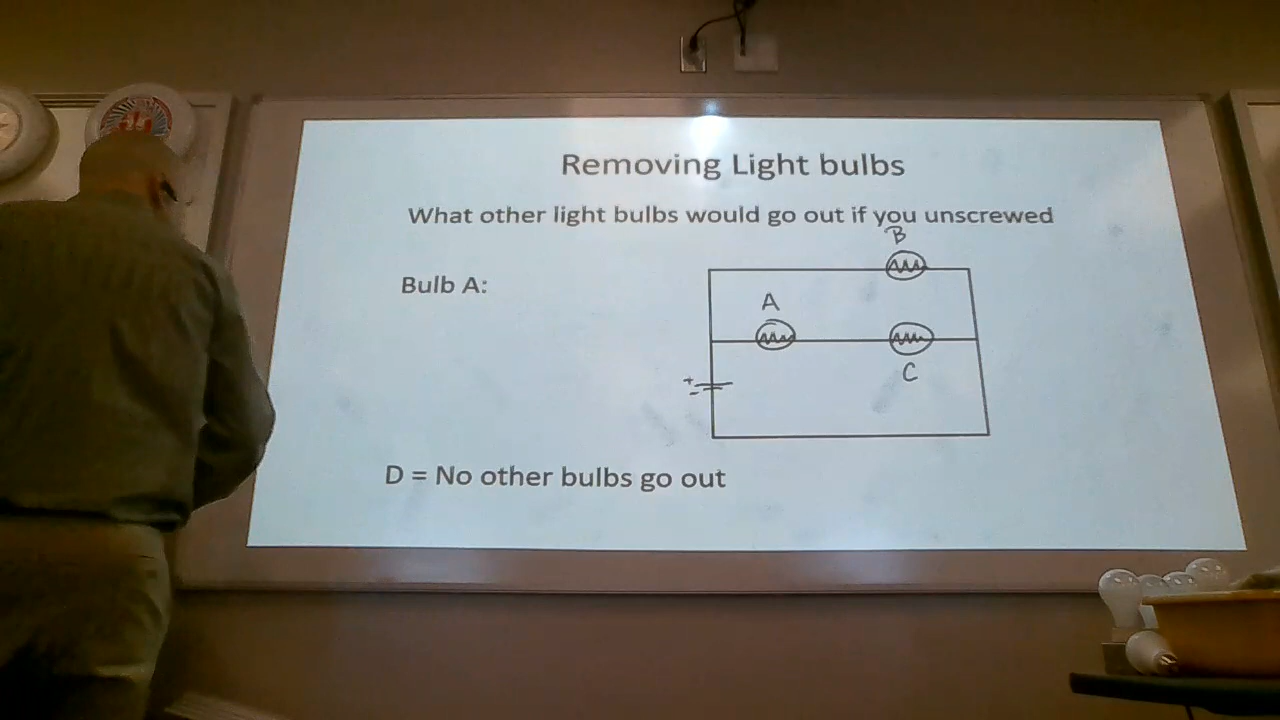 Removing Light bulbs
What other light bulbs would go out if you unscrewed
B
Bulb A:
A
C
+
-
D = No other bulbs go out